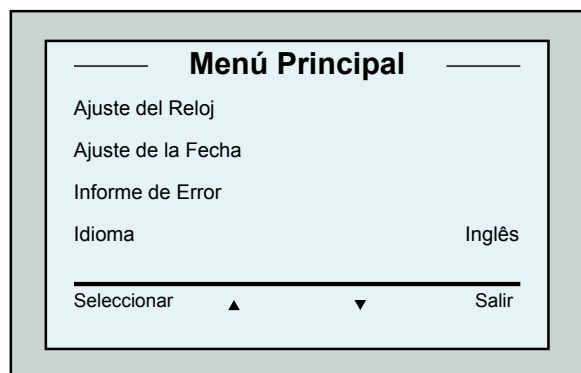 Menú Principal
Ajuste del Reloj
Ajuste de la Fecha
Informe de Error
Idioma Inglês
Seleccionar ▲ ▼ Salir